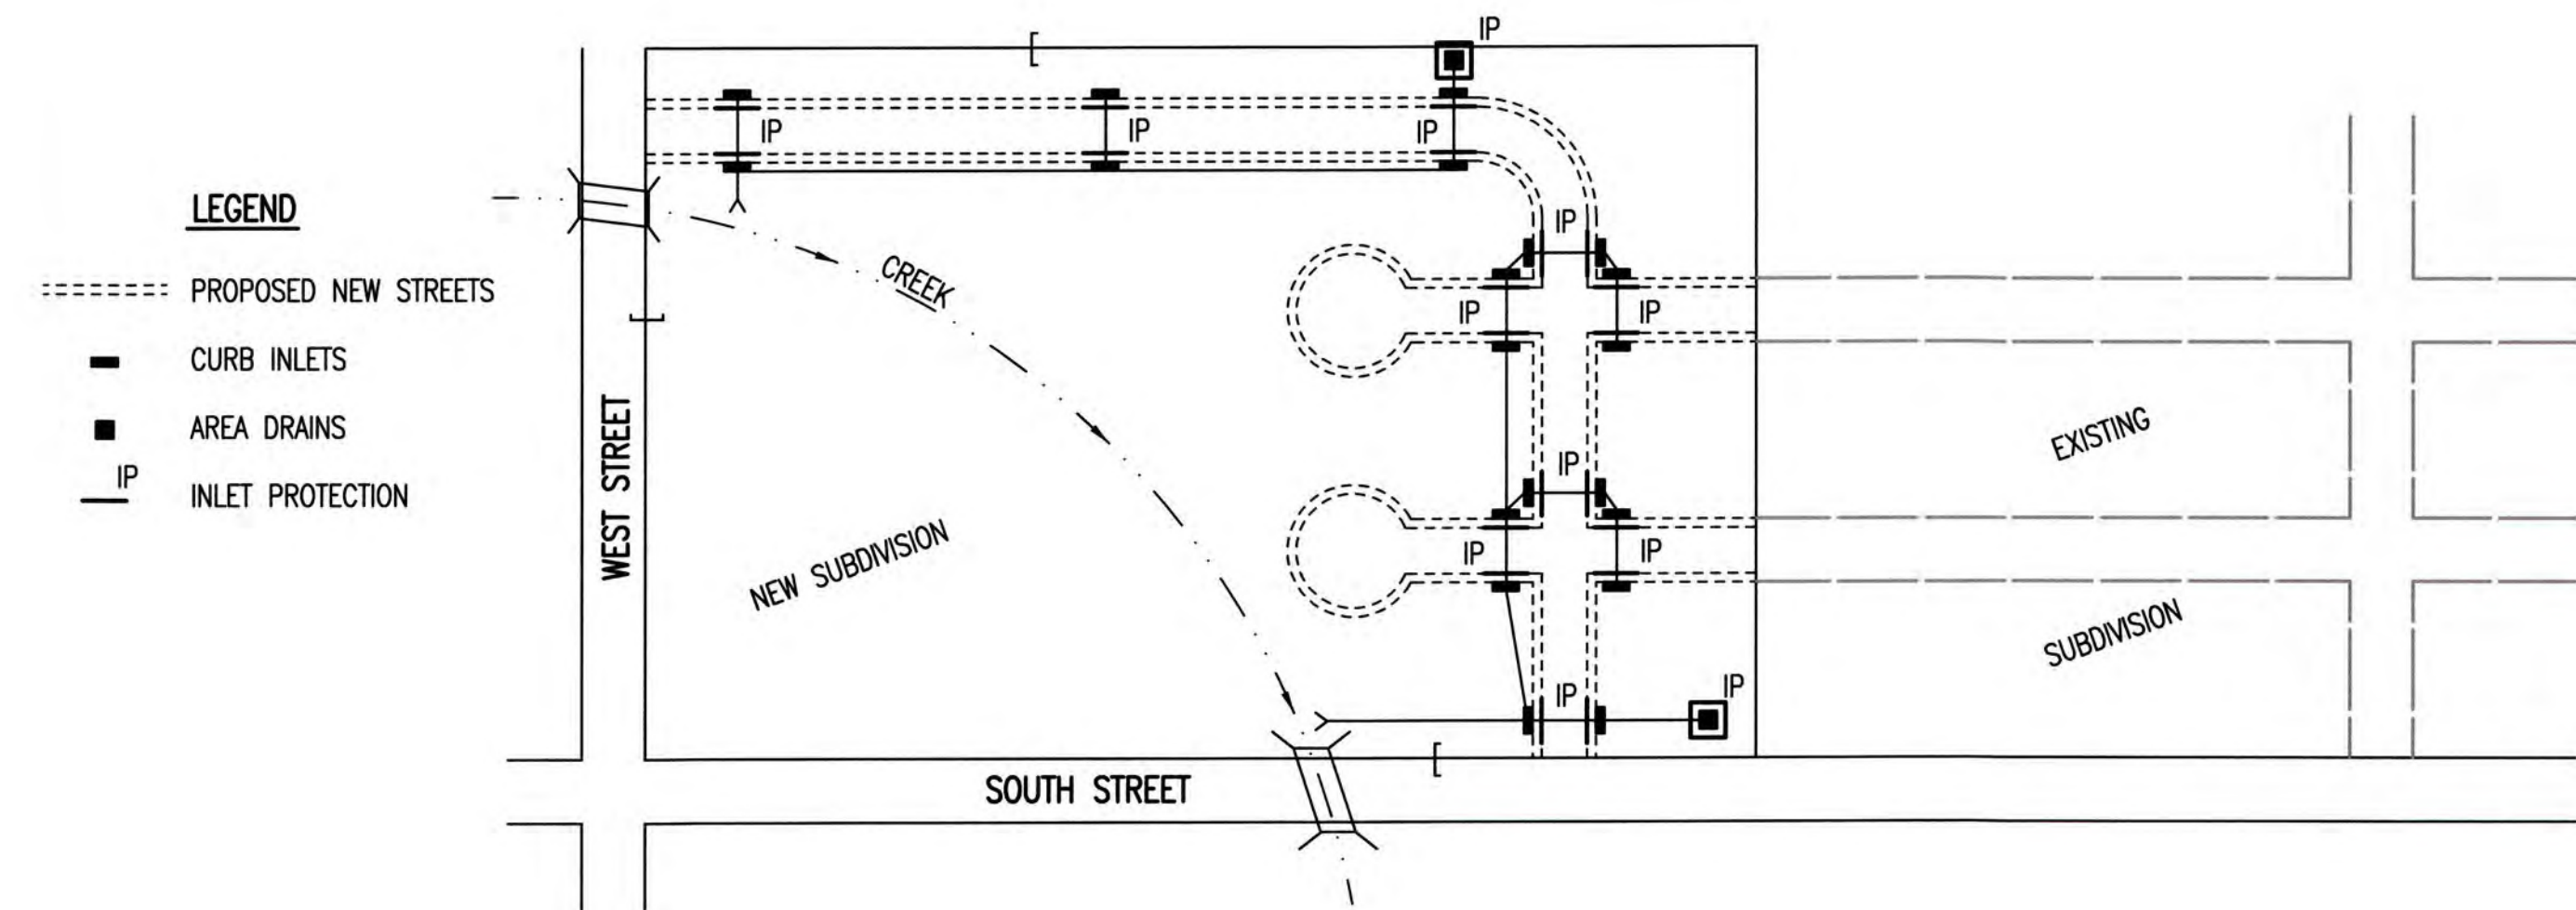 IP
IP
IP
IP
LEGEND
IP
CREEK
PROPOSED NEW STREETS
IP
IP
CURB INLETS
WEST STREET
AREA DRAINS
EXISTING
IP
IP
INLET PROTECTION
NEW SUBDIVISION
IP
IP
SUBDIVISION
IP
IP
SOUTH STREET